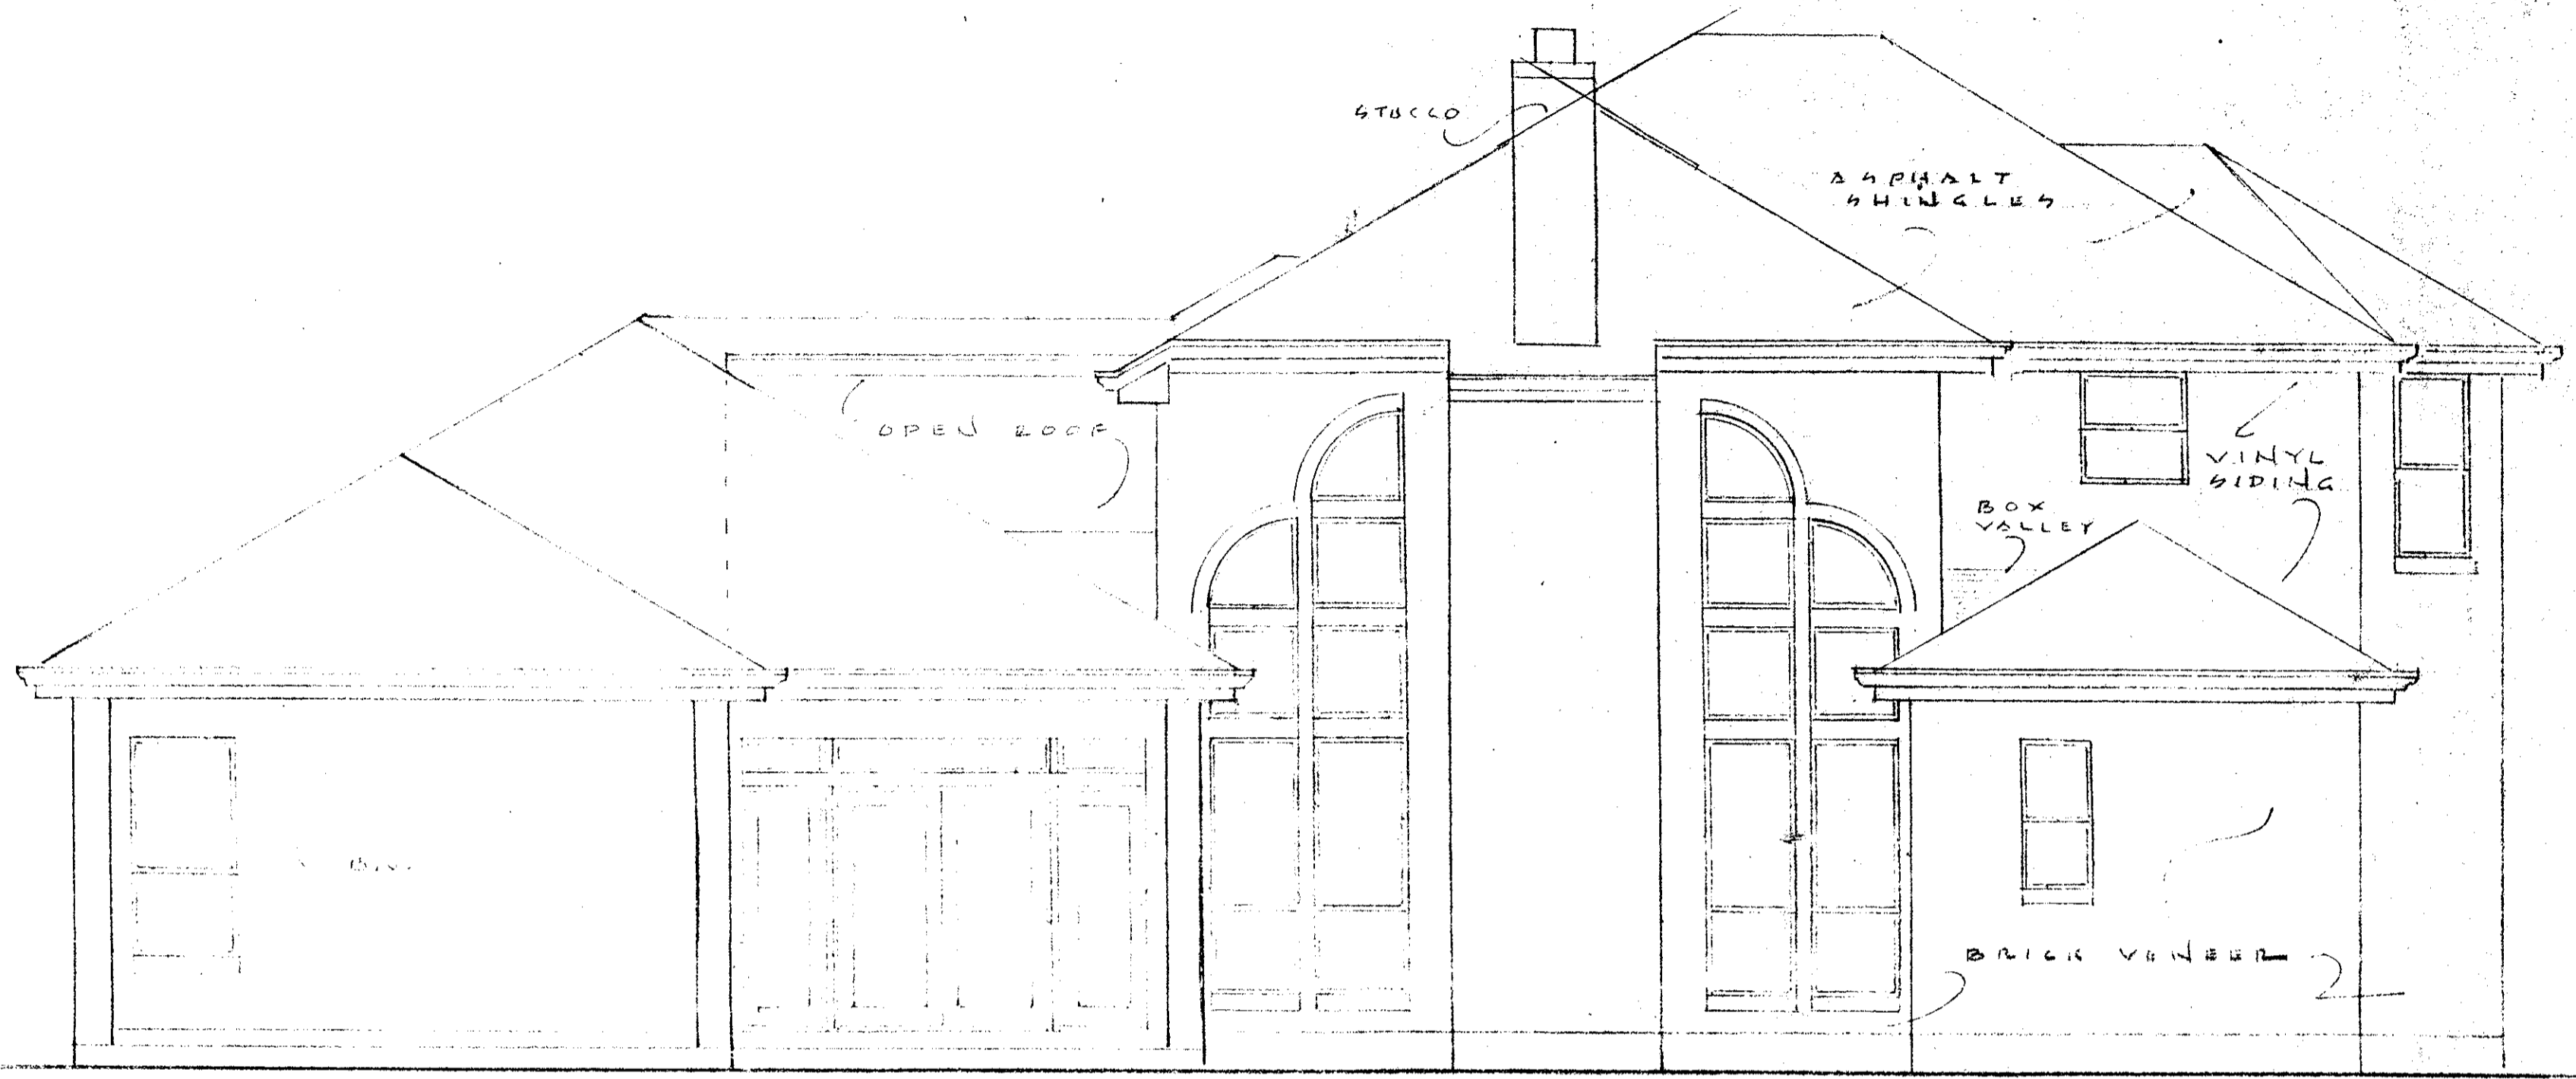 STUCCO
ASPHALT
SHINGLES
OPEN ROOF
VINYL
SIDING
BOX
VALLEY
B.V.
BRICK VENEER